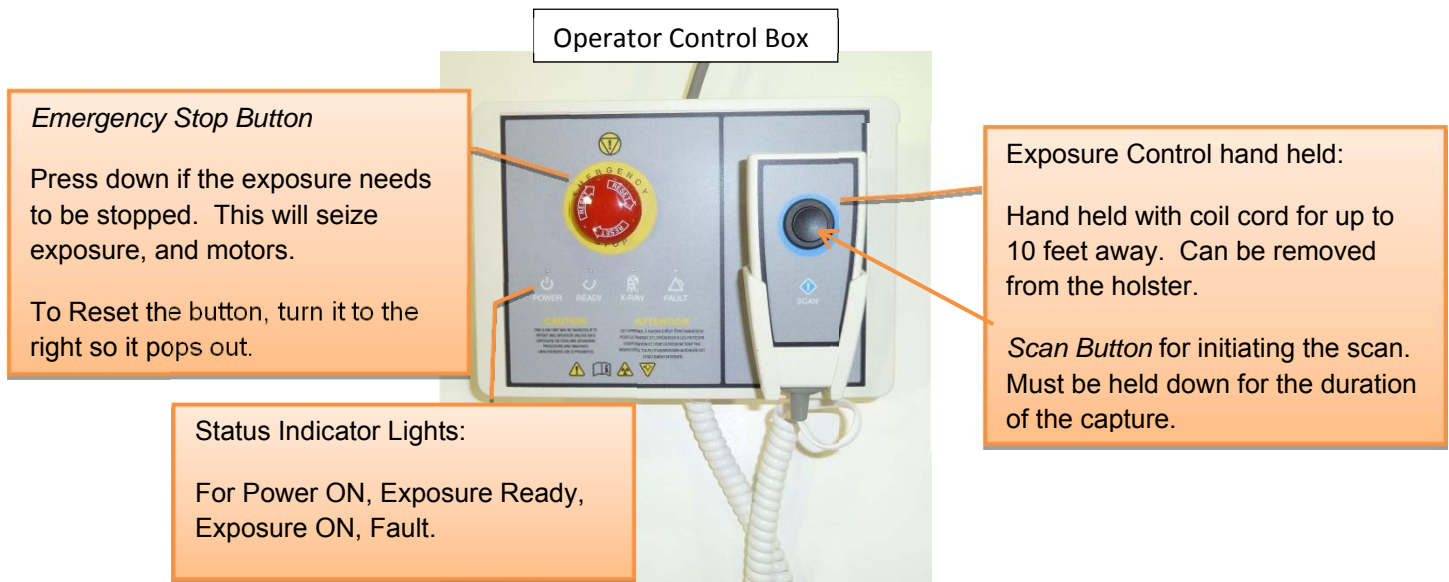 Operator Control Box
Emergency Stop Button
Press down if the exposure needs
to be stopped. This will seize
exposure, and motors.
To Reset the button, turn it to the
right so it pops out.
EMERGENCY
RESET
RESET
RESET
STOP
POWER READY X-RAY FAULT
CAUTION
ATTENTION
SCAN
Exposure Control hand held:
Hand held with coil cord for up to
10 feet away. Can be removed
from the holster.
Scan Button for initiating the scan.
Must be held down for the duration
of the capture.
Status Indicator Lights:
For Power ON, Exposure Ready,
Exposure ON, Fault.